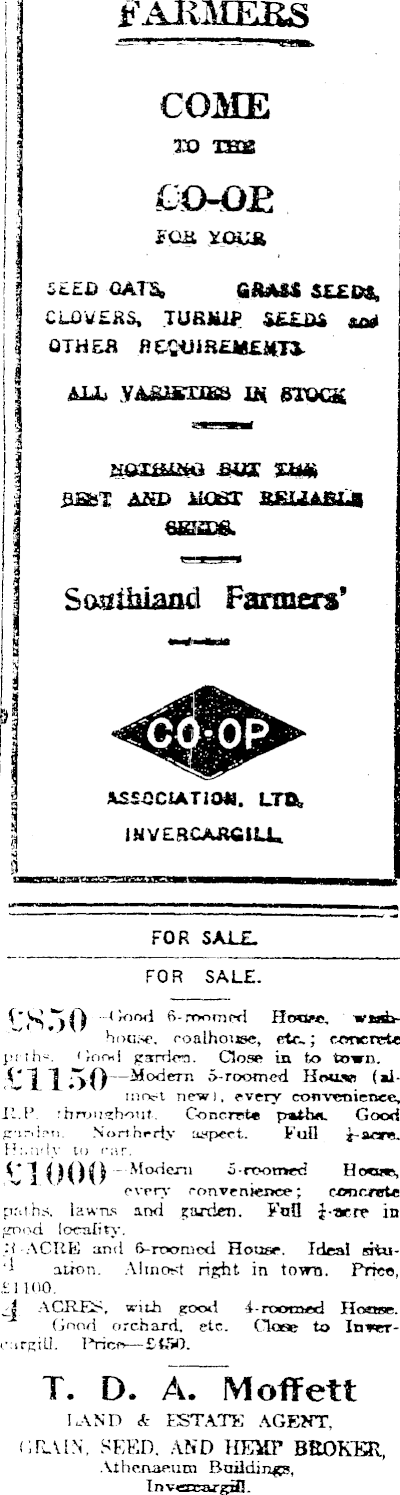 FARMERS
COME
TO THE
CO-OP.
FOR YOUR
SEED OATS, GRASS SEEDS,
CLOVERS, TURNIP SEEDS and
OTHER REQUIREMENTS
ALL VARIETIES IN STOCK
NOTHING BUT THE
BEST AND MOST RELIABLE
SEEDS.
Southland Farmers'
CO-OP
ASSOCIATION, LTD.
INVERCARGILL.
FOR SALE.
FOR SALE.
£850—Good 6-roomed House, wash-
house, coalhouse, etc.; concrete
paths. Good garden. Close in to town.
£1150—Modern 5-roomed House (al-
most new), every convenience,
R.P. throughout. Concrete paths. Good
garden. Northerly aspect. Full ¼-acre.
Handy to car.
£1000—Modern 5-roomed House,
every convenience; concrete
paths, lawns and garden. Full ¼-acre in
good locality.
¾-ACRE and 6-roomed House. Ideal situ-
ation. Almost right in town. Price,
£1100.
4 ACRES, with good 4-roomed House.
Good orchard, etc. Close to Inver-
cargill. Price—£450.
T. D. A. Moffett
LAND & ESTATE AGENT,
GRAIN, SEED, AND HEMP BROKER,
Athenaeum Buildings,
Invercargill.